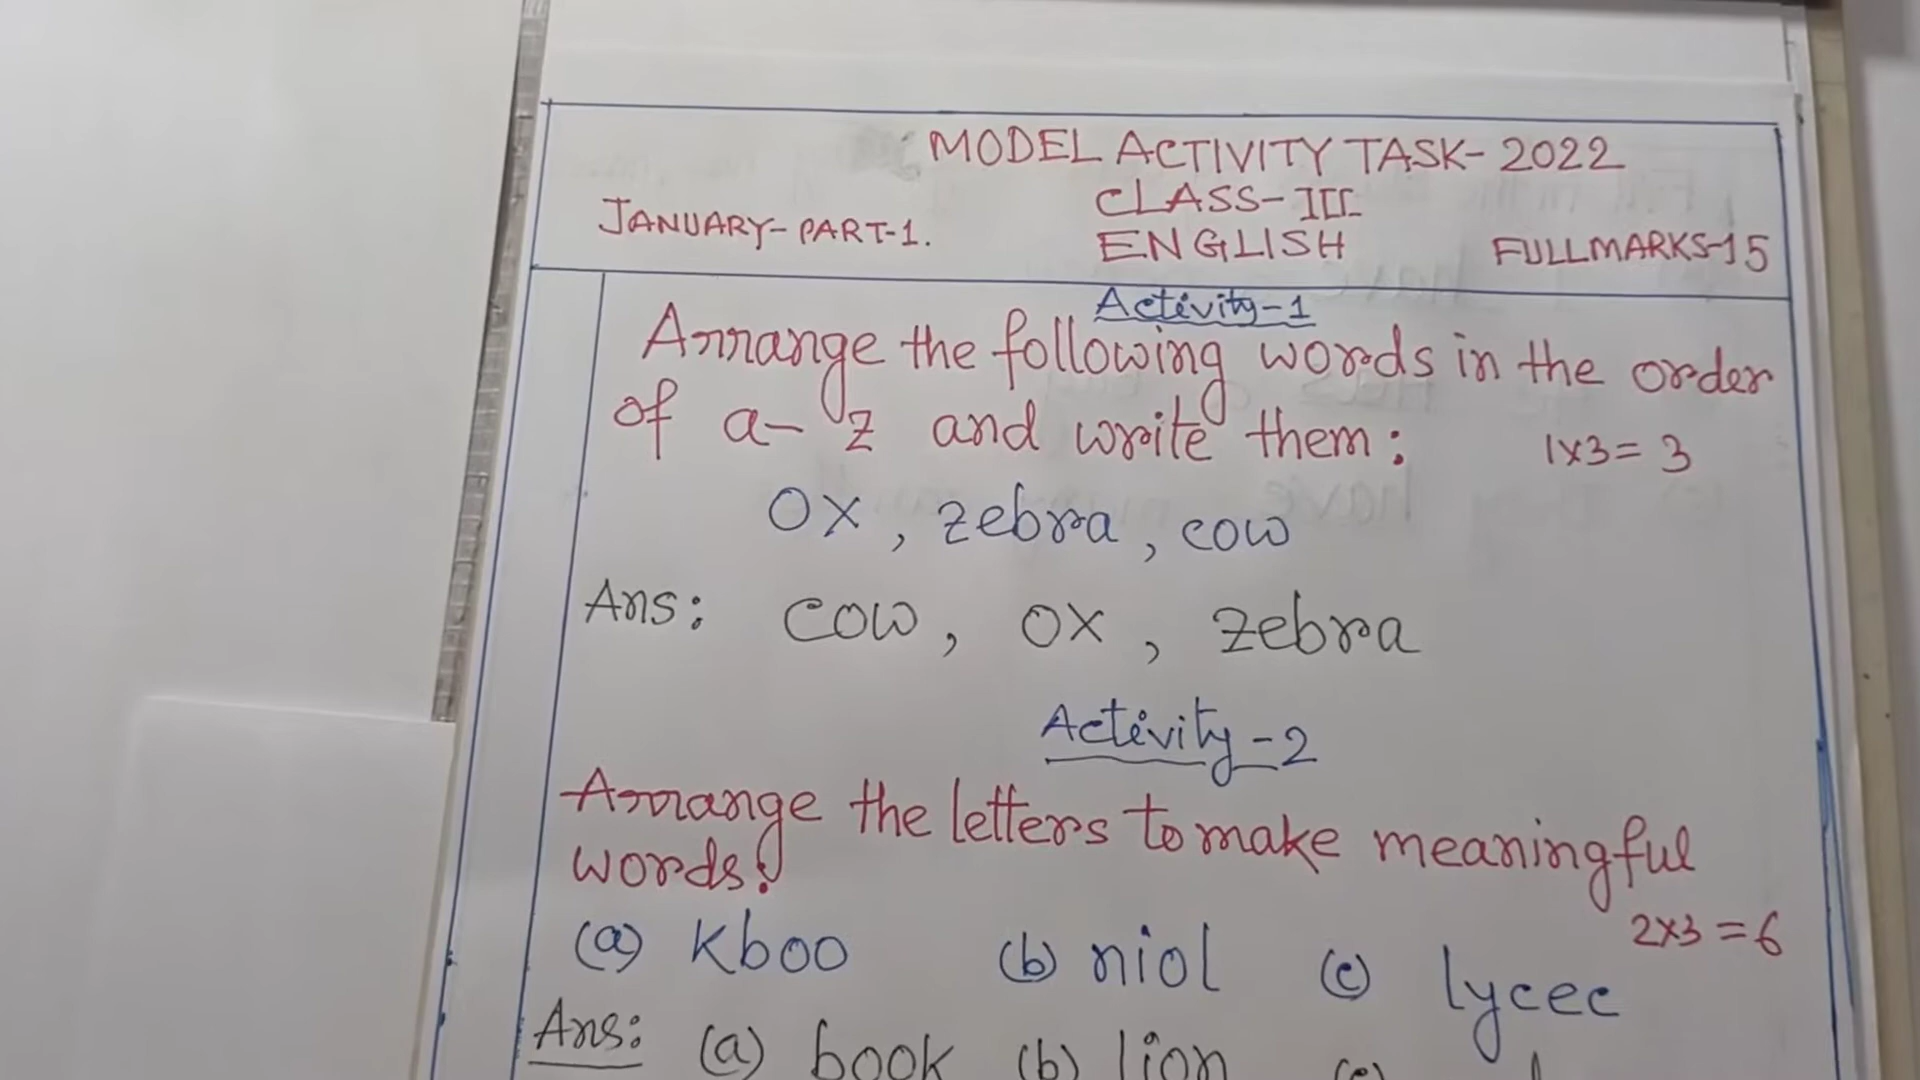 MODEL ACTIVITY TASK- 2022
CLASS- III
JANUARY- PART-1.
ENGLISH
FULL MARKS-15
Activity-1
Arrange the following words in the order
of a- z and write them: 1x3= 3
ox, zebra, cow
Ans: cow, ox, zebra
Activity-2
Arrange the letters to make meaningful
words:
2x3=6
(a) kboo (b) niol (c) lycec
Ans: (a) book (b) lion (c)